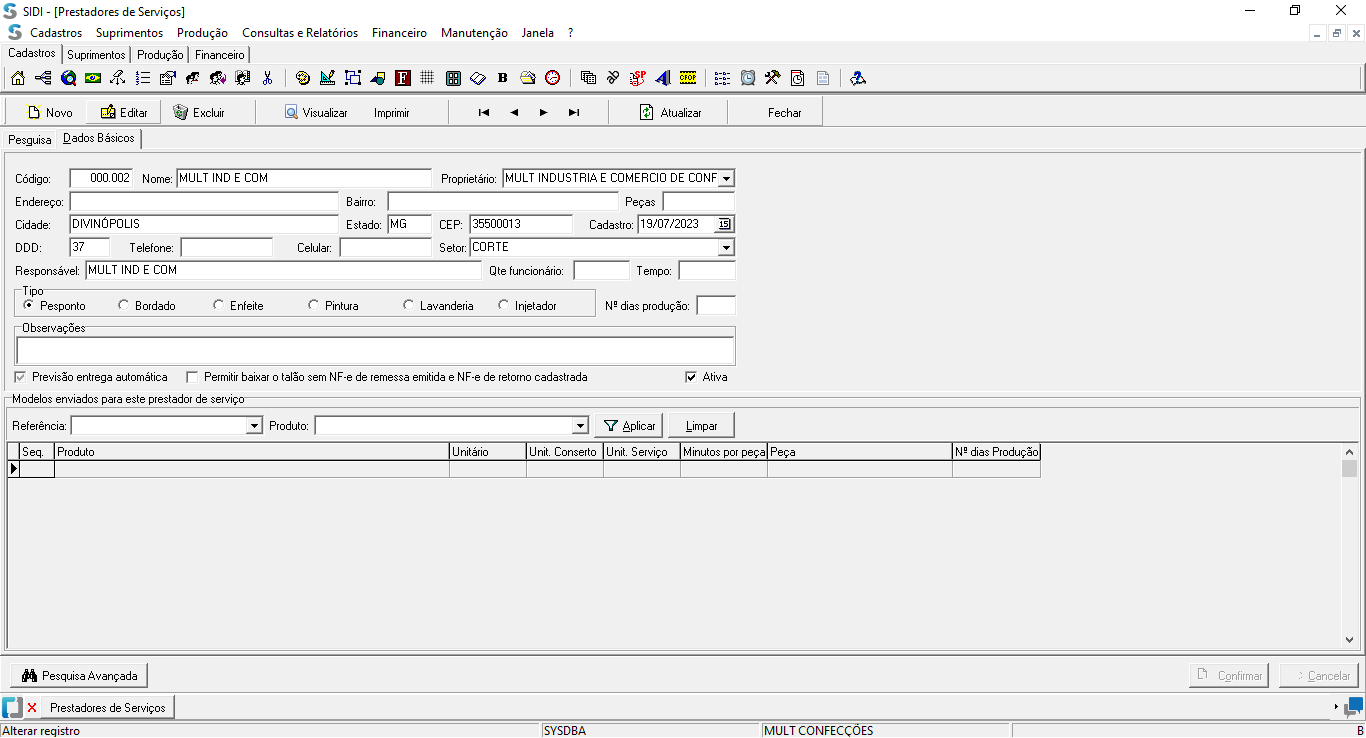 SIDI - [Prestadores de Serviços]
Cadastros Suprimentos Produção Consultas e Relatórios Financeiro Manutenção Janela ?
Cadastros Suprimentos Produção Financeiro
B F SP CFOP
Novo Editar Excluir Visualizar Imprimir Atualizar Fechar
Pesquisa Dados Básicos
Código: 000.002 Nome: MULT IND E COM Proprietário: MULT INDUSTRIA E COMERCIO DE CONF
Endereço: Bairro: Peças
Cidade: DIVINÓPOLIS Estado: MG CEP: 35500013 Cadastro: 19/07/2023 15
DDD: 37 Telefone: Celular: Setor: CORTE
Responsável: MULT IND E COM Qte funcionário: Tempo:
Tipo
Pesponto Bordado Enfeite Pintura Lavanderia Injetador Nº dias produção:
Observações
Previsão entrega automática Permitir baixar o talão sem NF-e de remessa emitida e NF-e de retorno cadastrada Ativa
Modelos enviados para este prestador de serviço
Referência: Produto: Aplicar Limpar
Seq. Produto Unitário Unit. Conserto Unit. Serviço Minutos por peça Peça Nº dias Produção
Pesquisa Avançada Confirmar Cancelar
Prestadores de Serviços
Alterar registro SYSDBA MULT CONFECÇÕES B